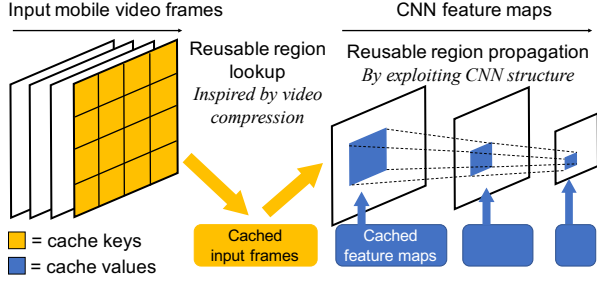 Input mobile video frames
CNN feature maps
Reusable region
lookup
Inspired by video
compression
Reusable region propagation
By exploiting CNN structure
Cached
input frames
Cached
feature maps
= cache keys
= cache values